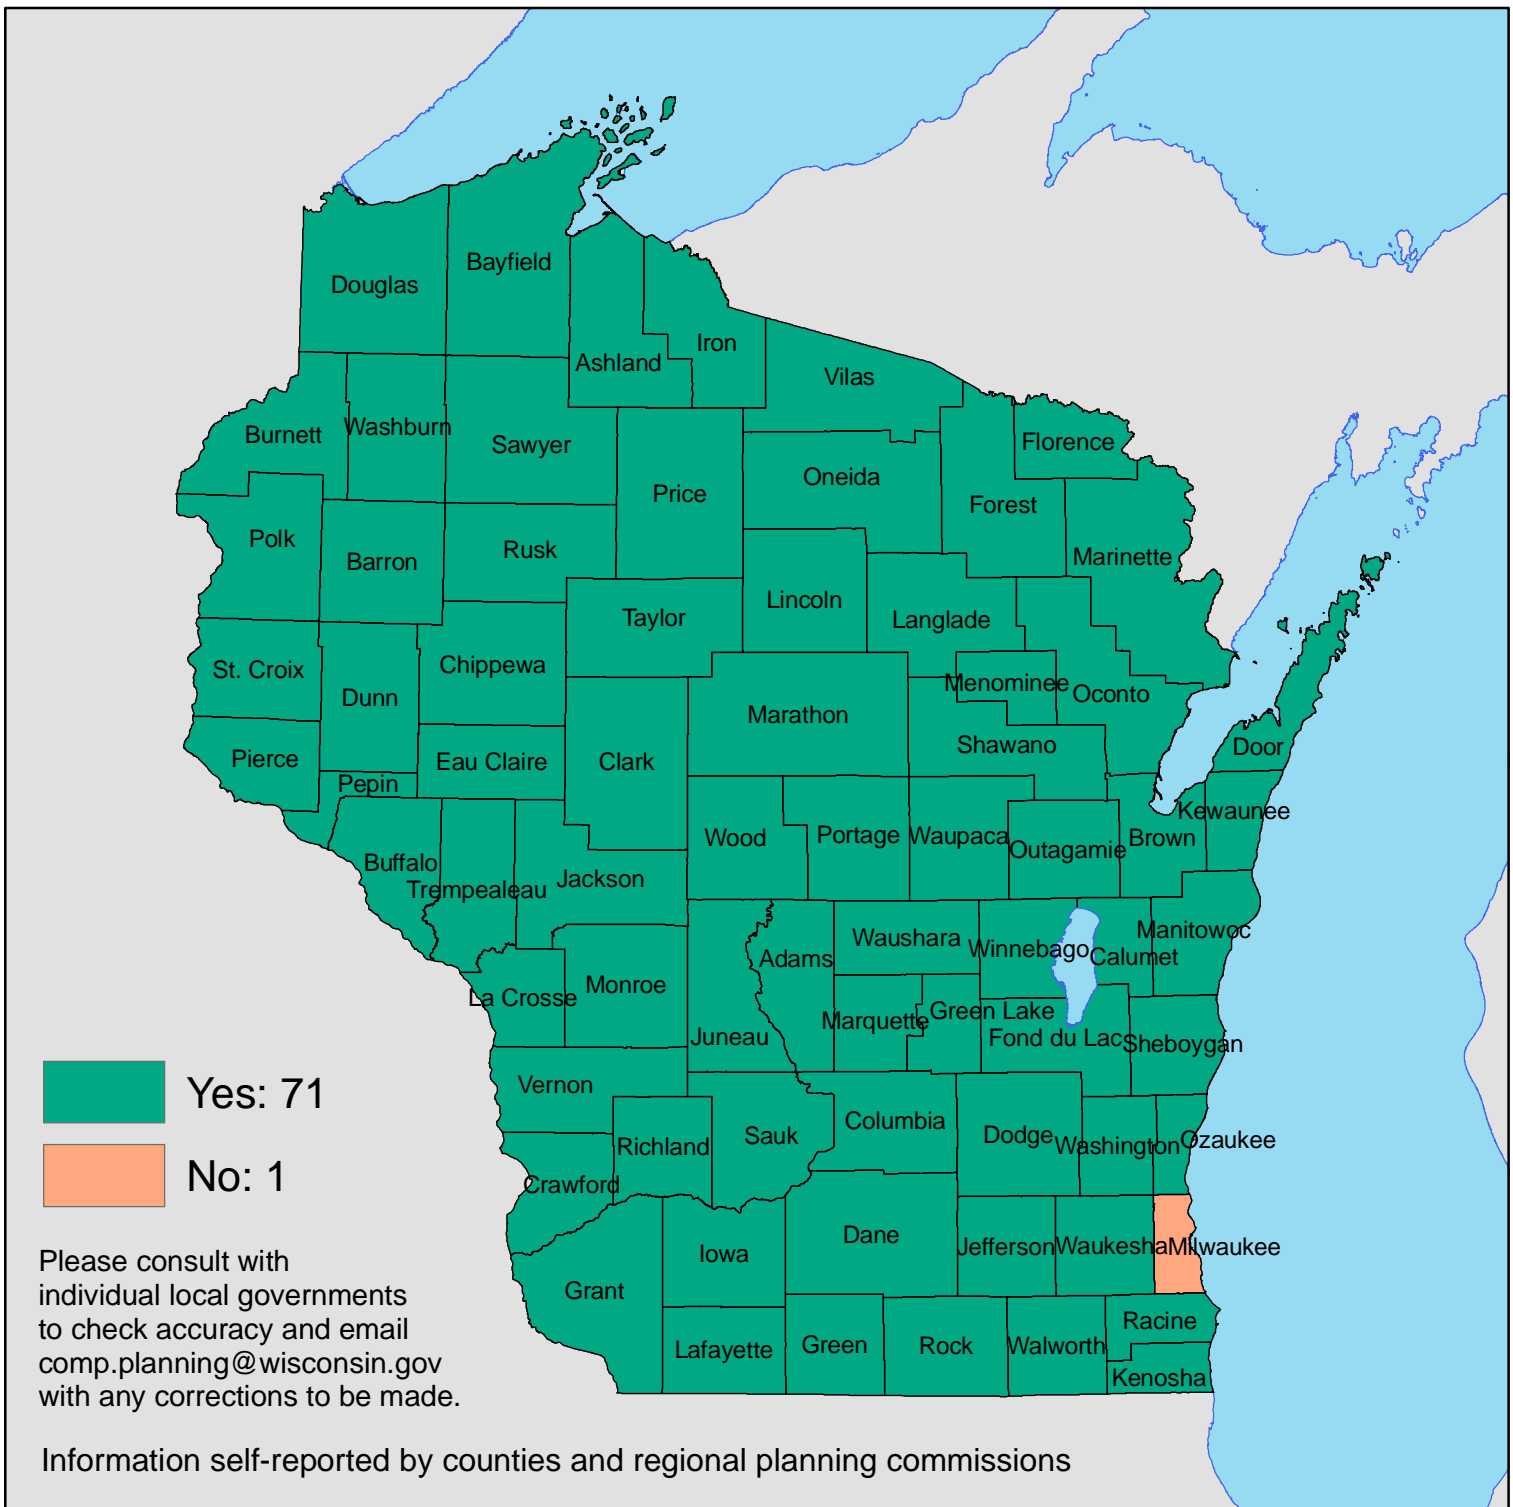 Bayfield
Douglas
Iron
Ashland
Vilas
Washburn
Burnett
Florence
Sawyer
Oneida
Price
Forest
Polk
Rusk
Marinette
Barron
Lincoln
Taylor
Langlade
Chippewa
St. Croix
Menominee
Oconto
Dunn
Marathon
Shawano
Door
Pierce
Eau Claire
Clark
Pepin
Kewaunee
Wood
Portage
Waupaca
Brown
Outagamie
Buffalo
Jackson
Trempealeau
Manitowoc
Waushara
Winnebago
Calumet
Adams
Monroe
La Crosse
Green Lake
Marquette
Juneau
Fond du Lac
Sheboygan
Vernon
Columbia
Sauk
Dodge
Ozaukee
Richland
Washington
Crawford
Dane
Jefferson
Waukesha
Milwaukee
Iowa
Grant
Racine
Lafayette
Green
Rock
Walworth
Kenosha
Yes: 71
No: 1
Please consult with
individual local governments
to check accuracy and email
comp.planning@wisconsin.gov
with any corrections to be made.
Information self-reported by counties and regional planning commissions